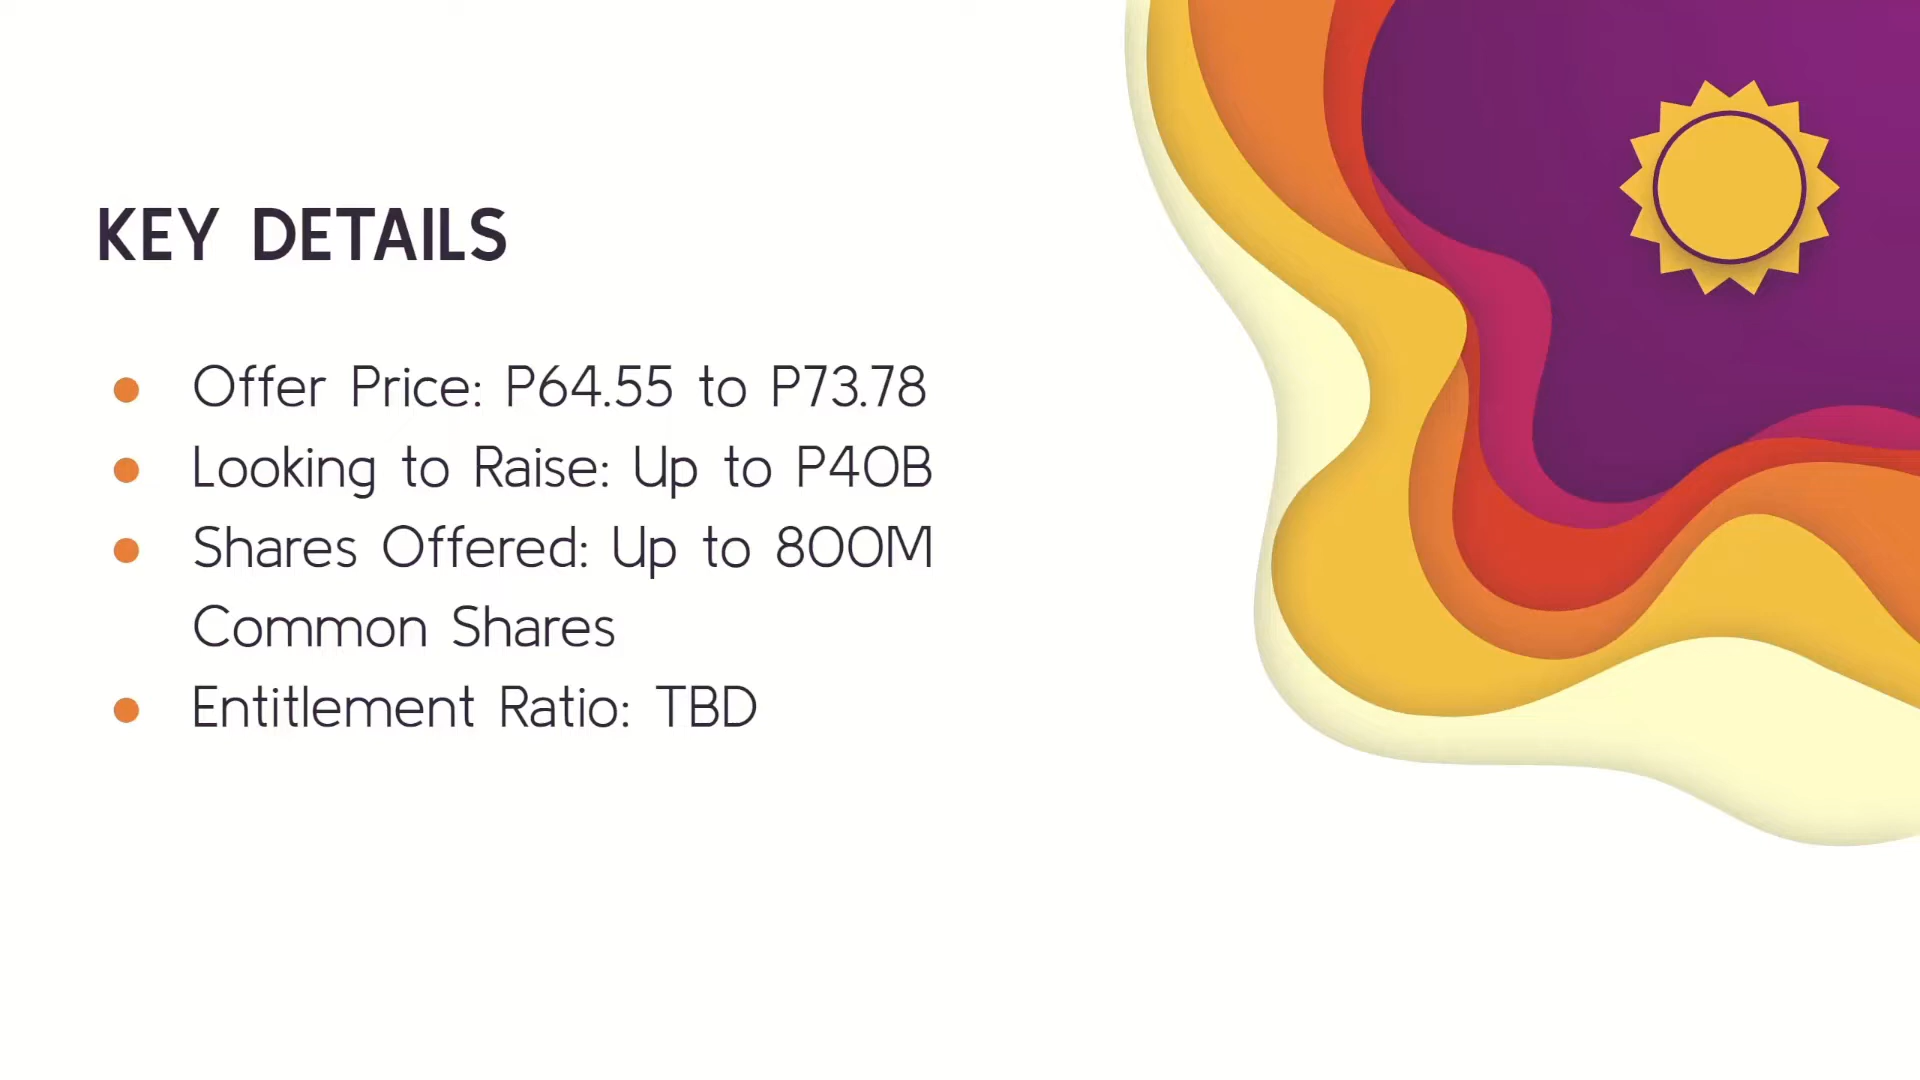 KEY DETAILS
Offer Price: P64.55 to P73.78
Looking to Raise: Up to P40B
Shares Offered: Up to 800M
Common Shares
Entitlement Ratio: TBD